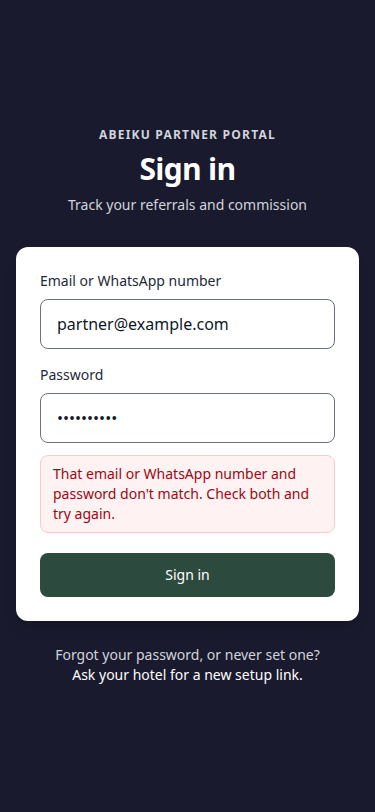 ABEIKU PARTNER PORTAL
Sign in
Track your referrals and commission
Email or WhatsApp number
partner@example.com
Password
••••••••••
That email or WhatsApp number and
password don't match. Check both and
try again.
Sign in
Forgot your password, or never set one?
Ask your hotel for a new setup link.